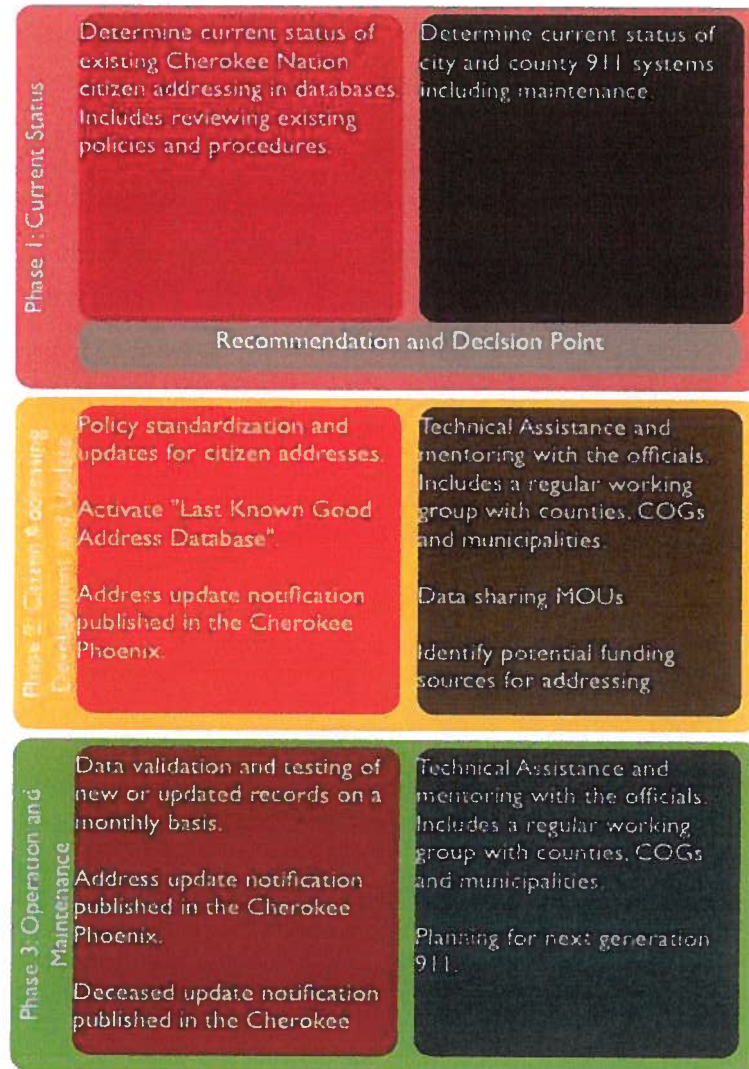 Phase 1: Current Status
Determine current status of
existing Cherokee Nation
citizen addressing in databases.
Includes reviewing existing
policies and procedures.
Determine current status of
city and county 911 systems
including maintenance.
Recommendation and Decision Point
Phase 2: Citizen Addressing
Development and Update
Policy standardization and
updates for citizen addresses.
Activate "Last Known Good
Address Database".
Address update notification
published in the Cherokee
Phoenix.
Technical Assistance and
mentoring with the officials.
Includes a regular working
group with counties, COGs
and municipalities.
Data sharing MOUs
Identify potential funding
sources for addressing
Phase 3: Operation and
Maintenance
Data validation and testing of
new or updated records on a
monthly basis.
Address update notification
published in the Cherokee
Phoenix.
Deceased update notification
published in the Cherokee
Technical Assistance and
mentoring with the officials.
Includes a regular working
group with counties, COGs
and municipalities.
Planning for next generation
911.